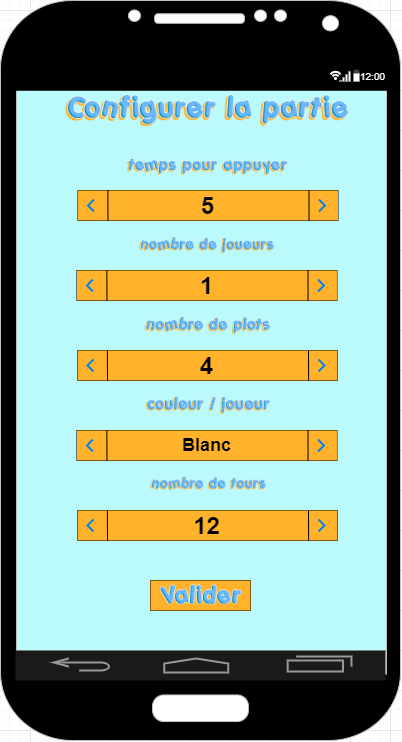 12:00
Configurer la partie
temps pour appuyer
5
nombre de joueurs
1
nombre de plots
4
couleur / joueur
Blanc
nombre de tours
12
Valider